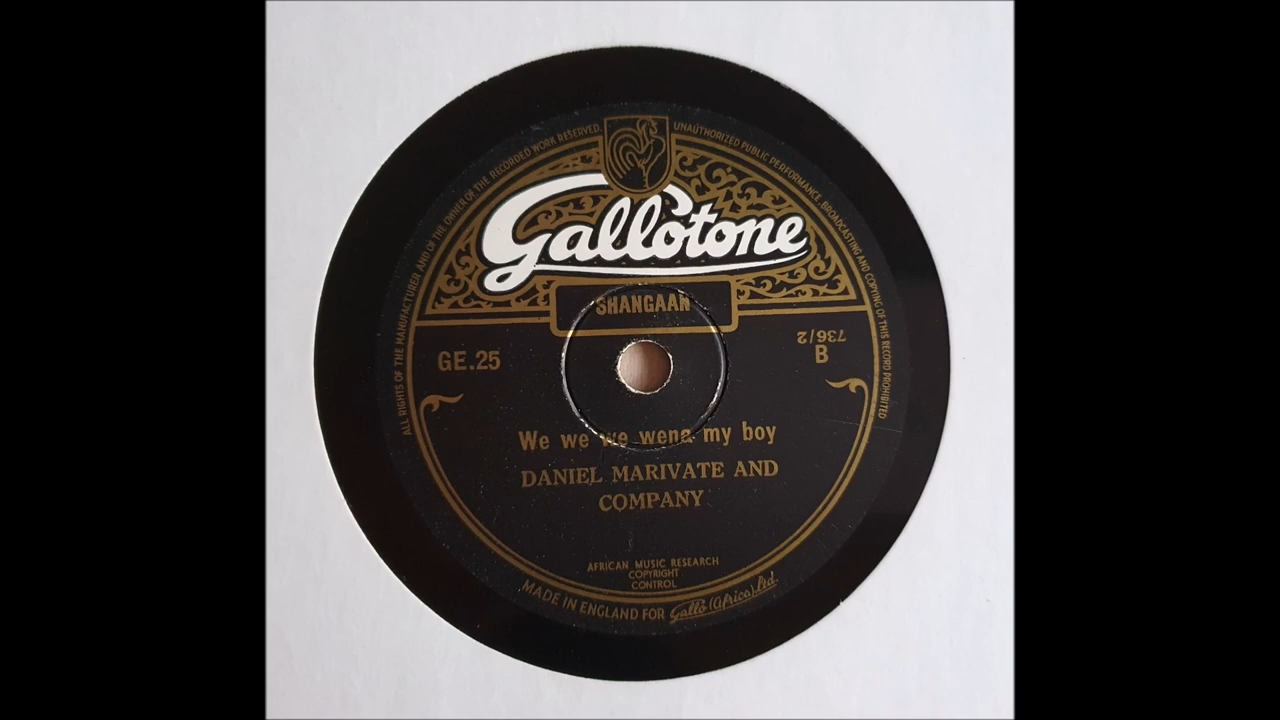 ALL RIGHTS OF THE MANUFACTURER AND OF THE OWNER OF THE RECORDED WORK RESERVED.
UNAUTHORIZED PUBLIC PERFORMANCE, BROADCASTING AND COPYING OF THIS RECORD PROHIBITED
Gallotone
SHANGAAN
GE.25
736/2
B
We we we wena my boy
DANIEL MARIVATE AND
COMPANY
AFRICAN MUSIC RESEARCH
COPYRIGHT
CONTROL
MADE IN ENGLAND FOR Gallo (Africa) Ltd.